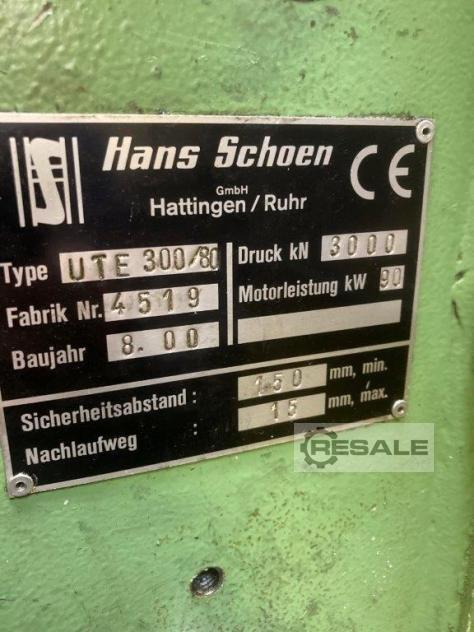 Hans Schoen
GmbH
Hattingen / Ruhr
CE
Type UTE 300/80
Fabrik Nr. 4519
Baujahr 8.00
Druck kN 3000
Motorleistung kW 90
Sicherheitsabstand : 150 mm, min.
Nachlaufweg : 15 mm, max.
RESALE